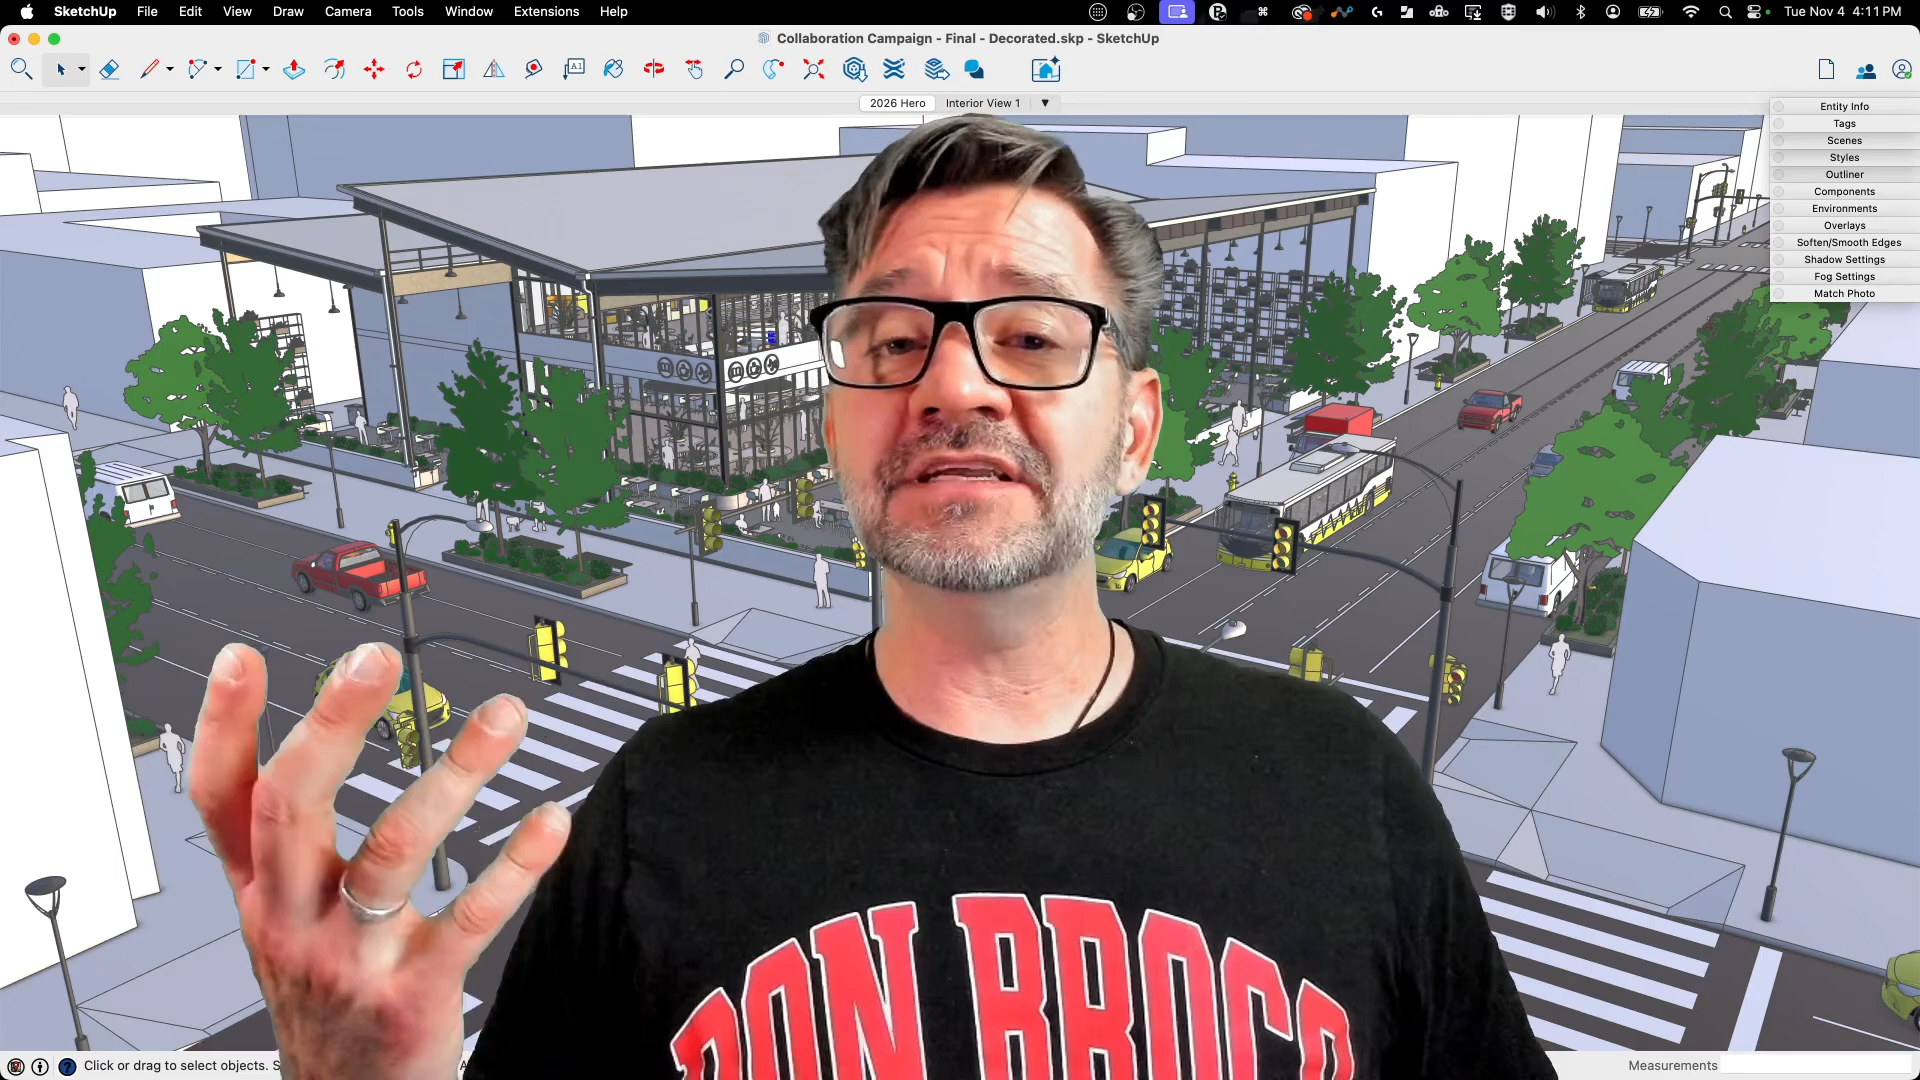 SketchUp File Edit View Draw Camera Tools Window Extensions Help Tue Nov 4 4:11 PM
Collaboration Campaign - Final - Decorated.skp - SketchUp
A1
2026 Hero Interior View 1
Entity Info
Tags
Scenes
Styles
Outliner
Components
Environments
Overlays
Soften/Smooth Edges
Shadow Settings
Fog Settings
Match Photo
BROC
Click or drag to select objects. S
Measurements